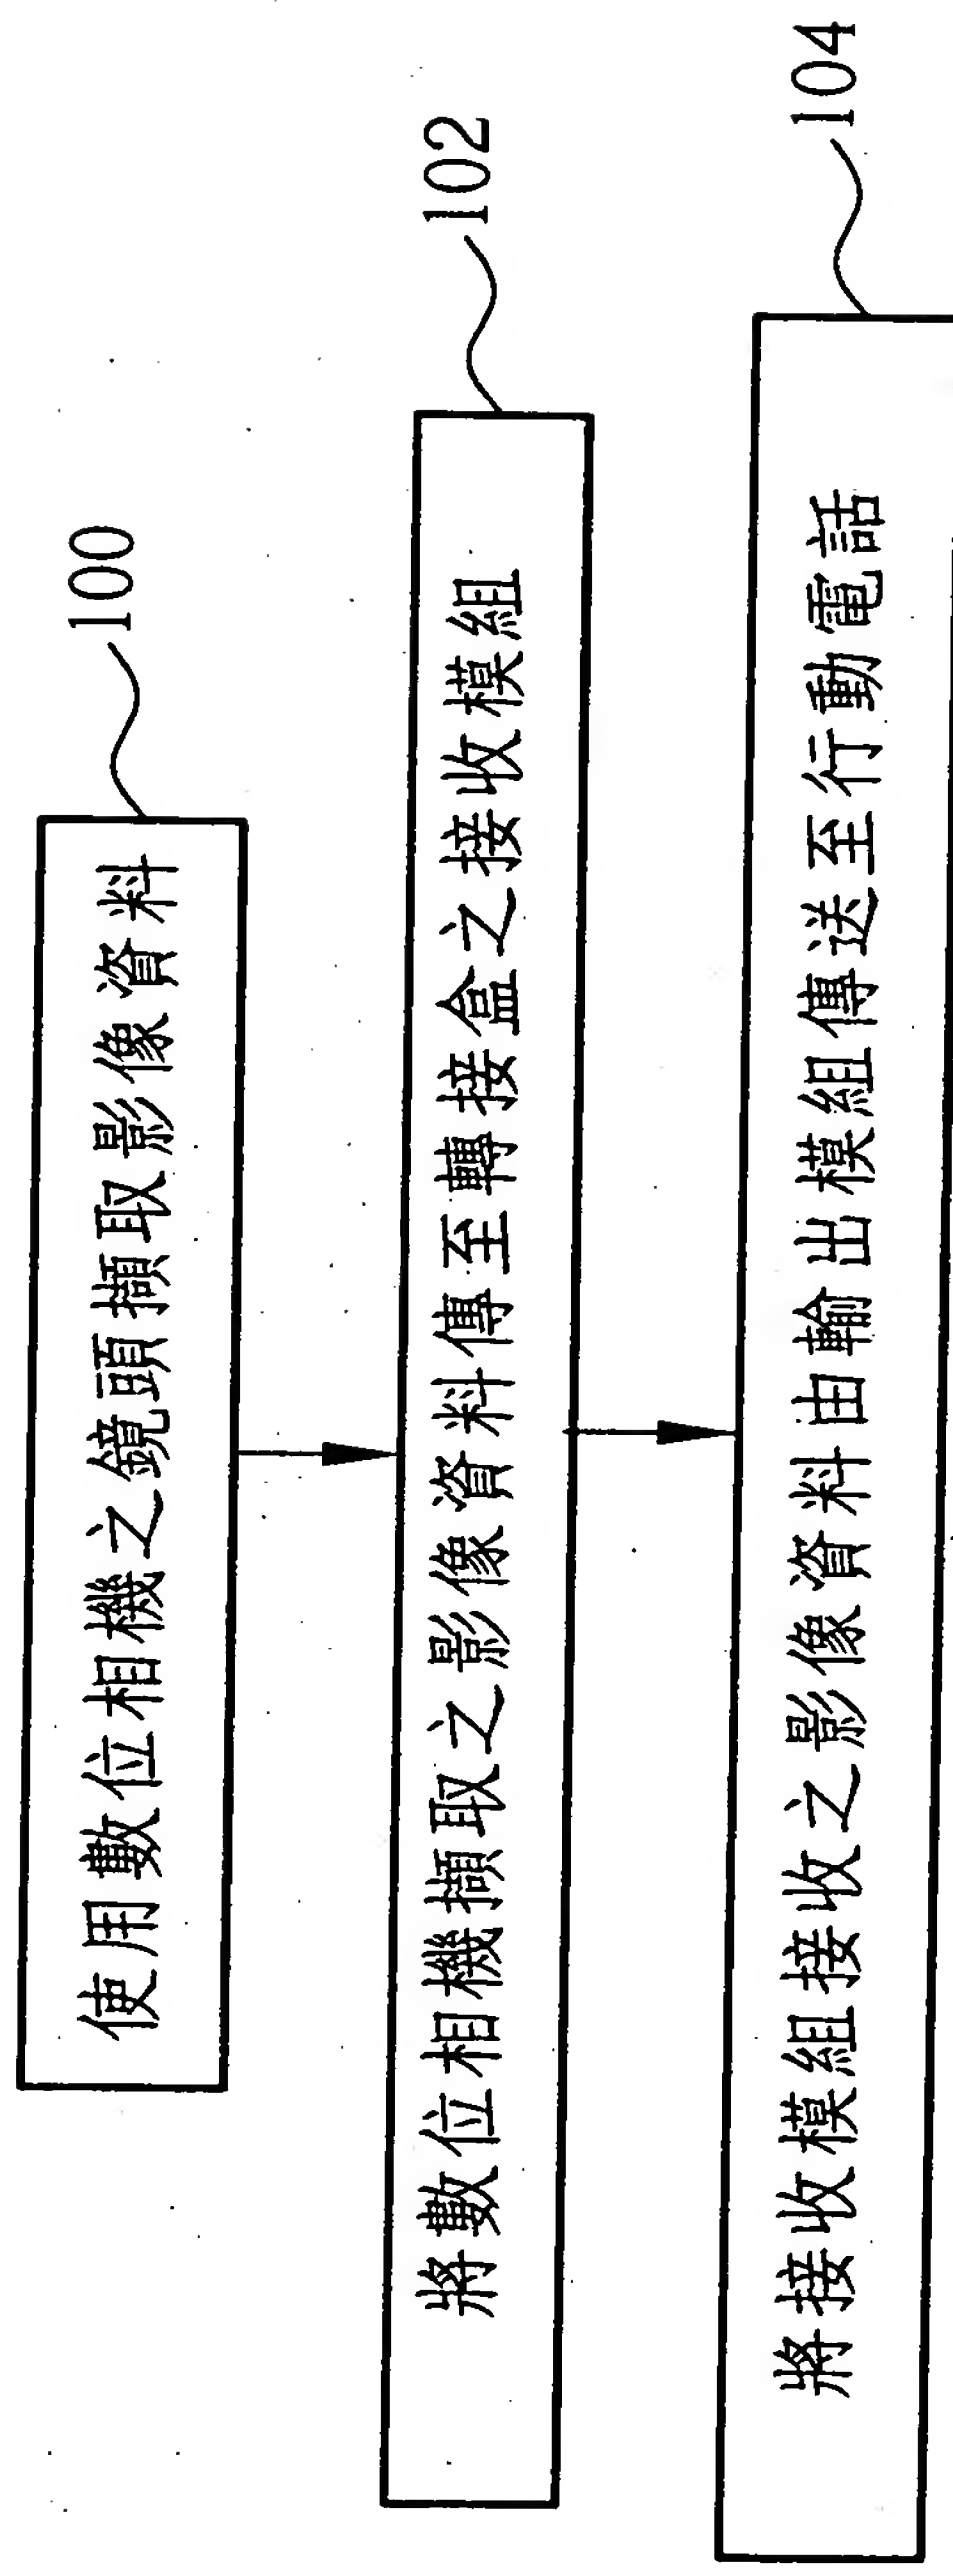 使用數位相機之鏡頭擷取影像資料
100
將數位相機擷取之影像資料傳至轉接盒之接收模組
102
將接收模組接收之影像資料由輸出模組傳送至行動電話
104